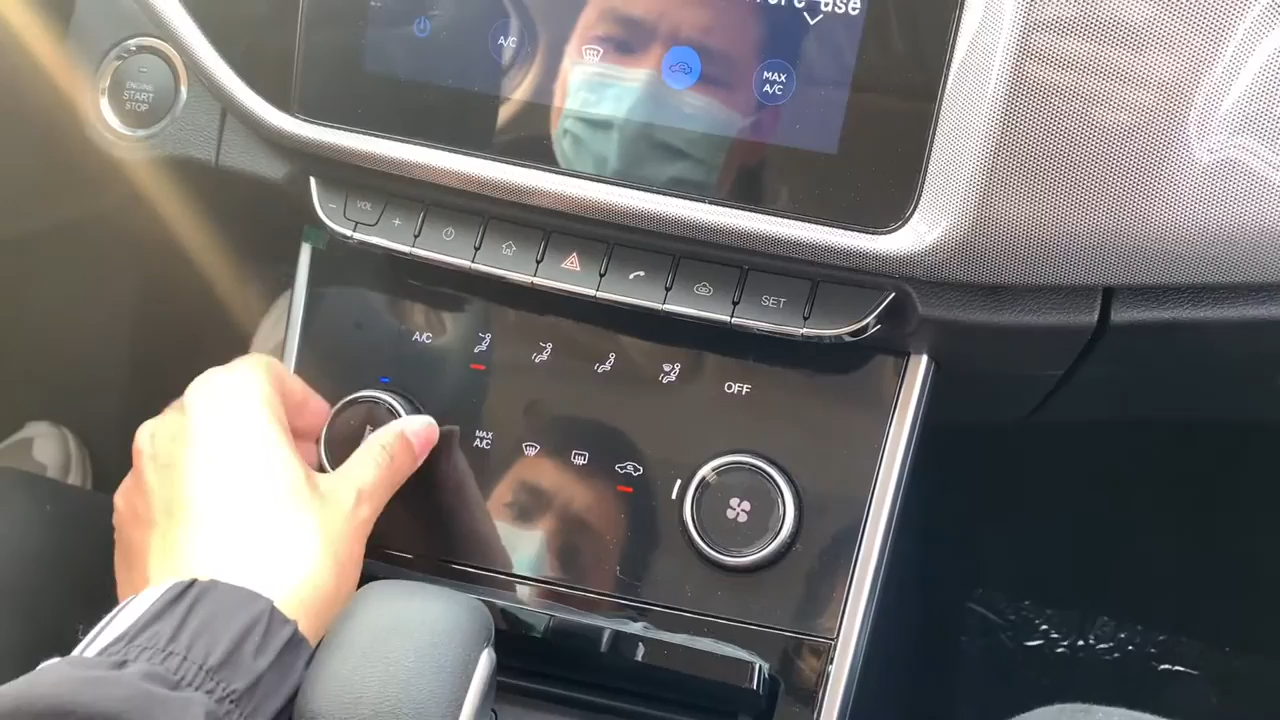 use
A/C
MAX
A/C
ENGINE
START
STOP
− VOL +
SET
A/C
OFF
MAX
A/C